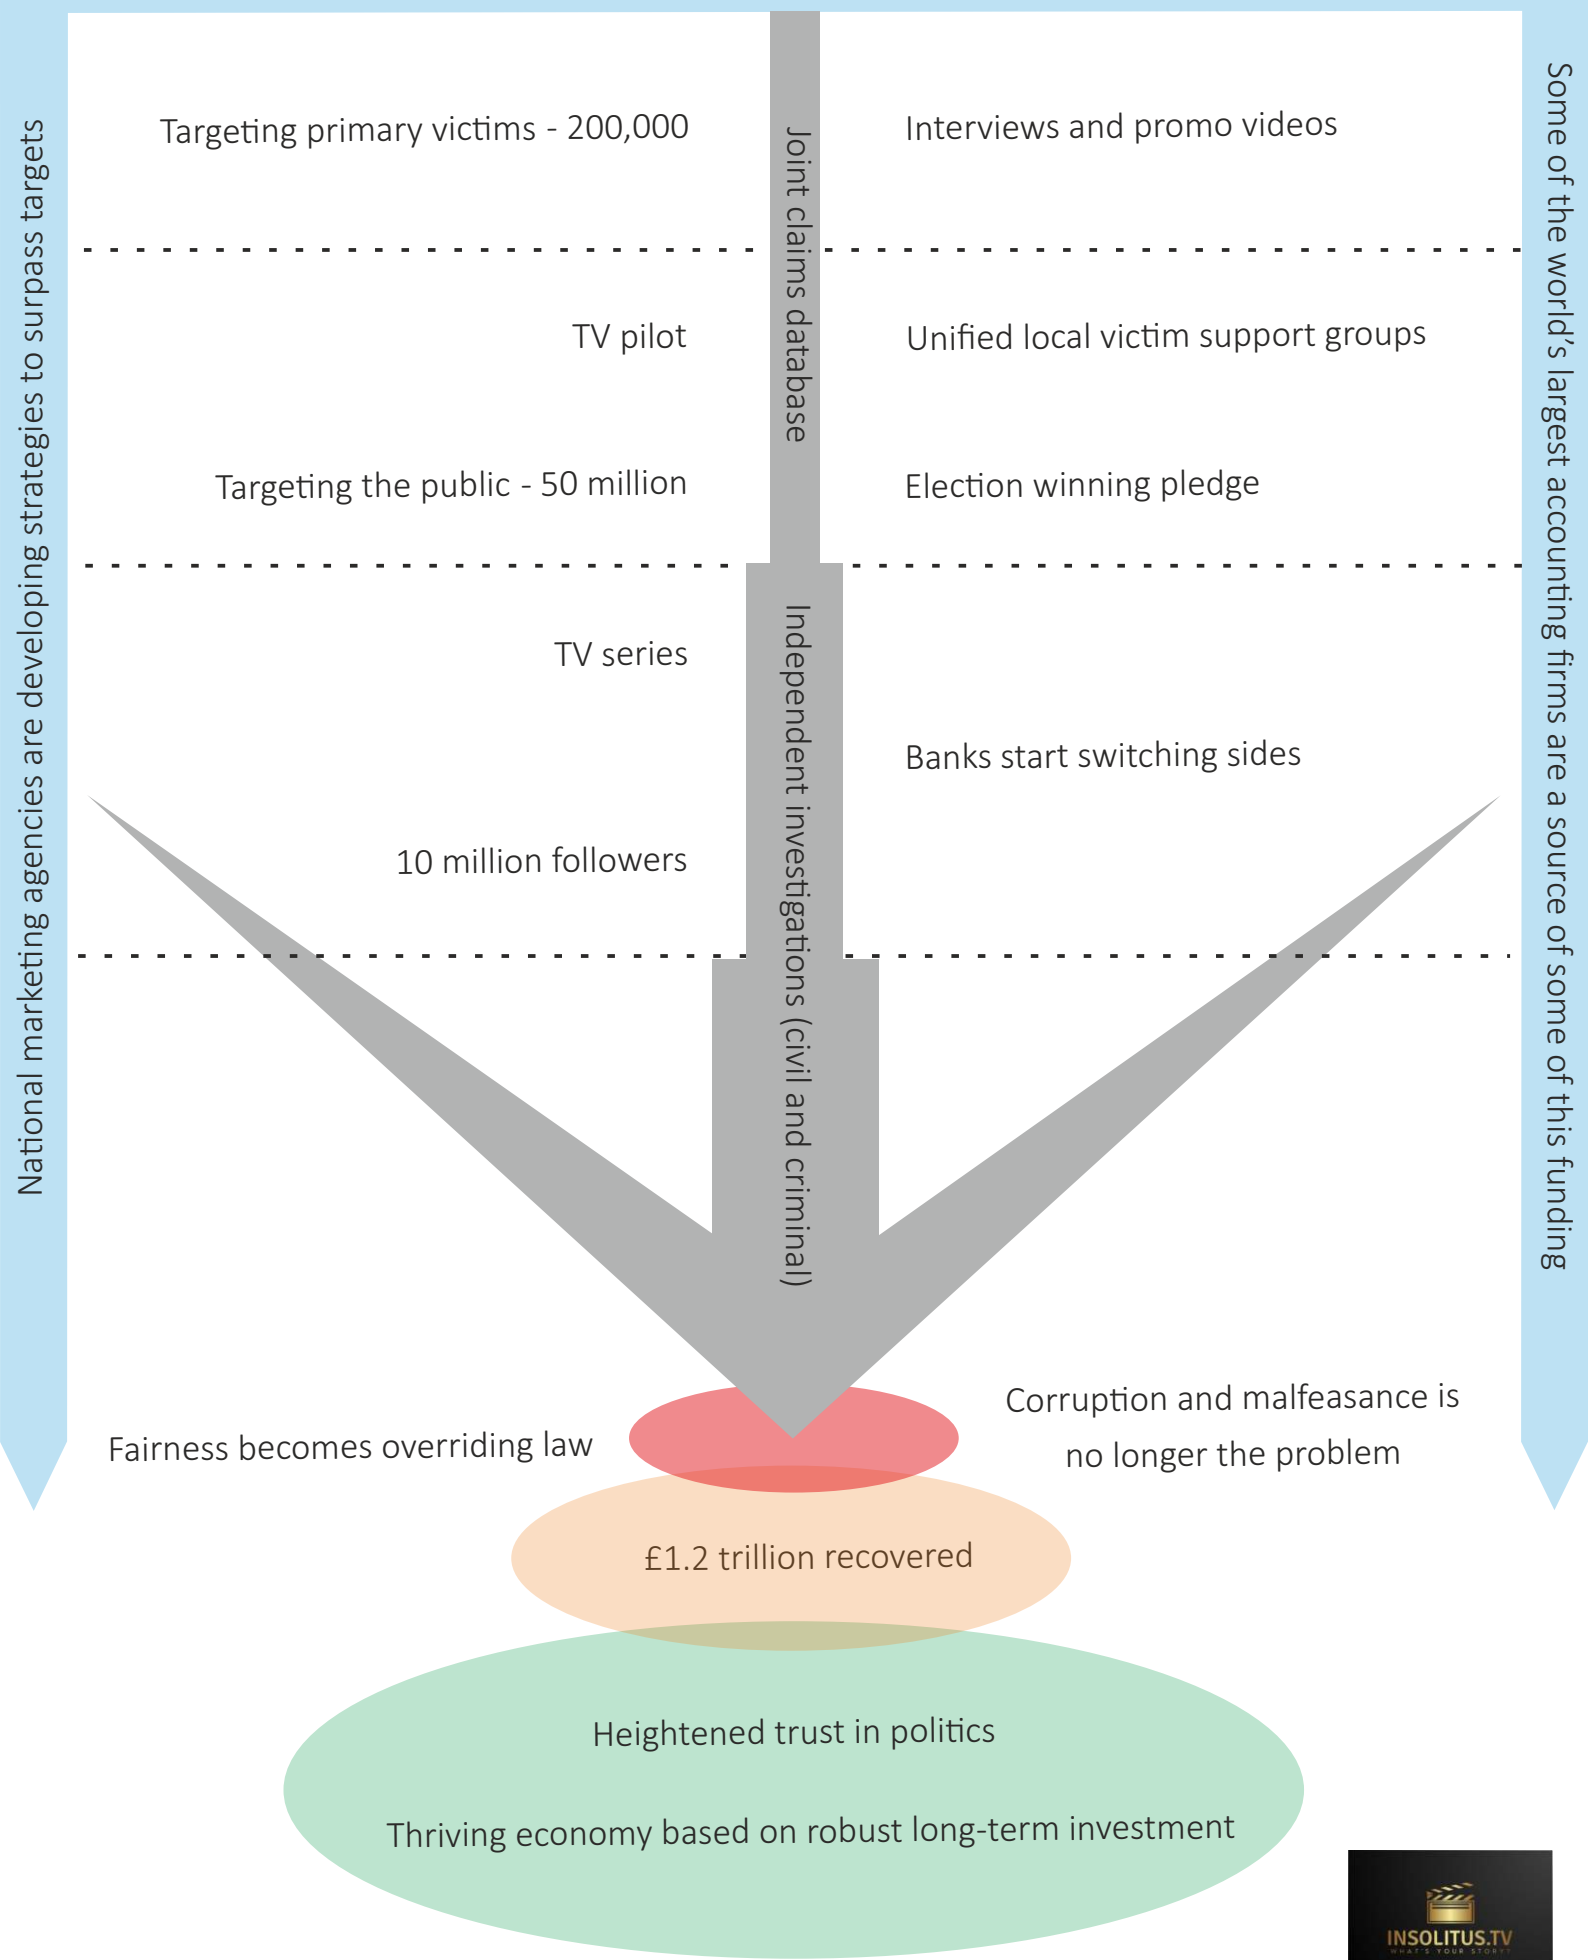 National marketing agencies are developing strategies to surpass targets
Some of the world's largest accounting firms are a source of some of this funding
Joint claims database
Targeting primary victims - 200,000
Interviews and promo videos
TV pilot
Unified local victim support groups
Targeting the public - 50 million
Election winning pledge
Independent investigations (civil and criminal)
TV series
Banks start switching sides
10 million followers
Fairness becomes overriding law
Corruption and malfeasance is
no longer the problem
£1.2 trillion recovered
Heightened trust in politics
Thriving economy based on robust long-term investment
INSOLITUS.TV
WHAT'S YOUR STORY?